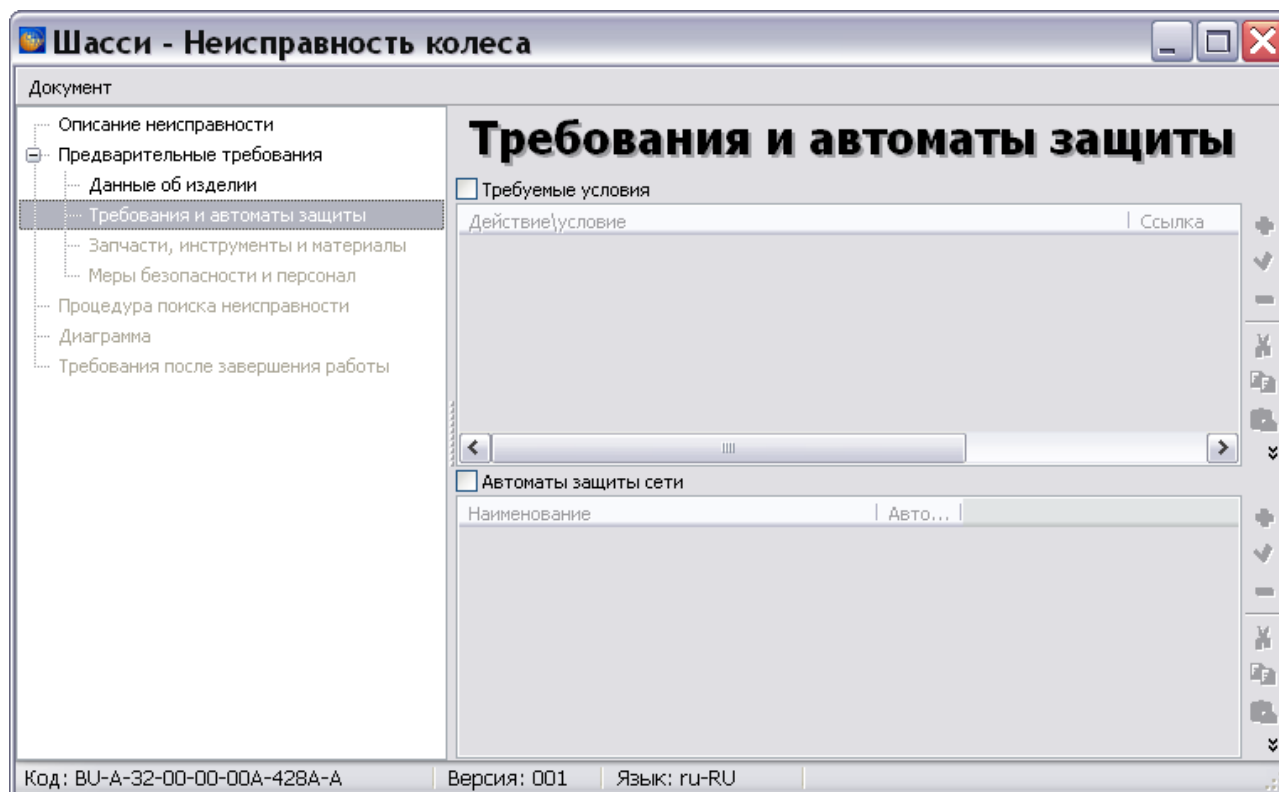 Шасси - Неисправность колеса
Документ
Описание неисправности
Предварительные требования
Данные об изделии
Требования и автоматы защиты
Запчасти, инструменты и материалы
Меры безопасности и персонал
Процедура поиска неисправности
Диаграмма
Требования после завершения работы
Требования и автоматы защиты
Требуемые условия
Действие\условие Ссылка
Автоматы защиты сети
Наименование Авто...
Код: BU-A-32-00-00-00A-428A-A Версия: 001 Язык: ru-RU